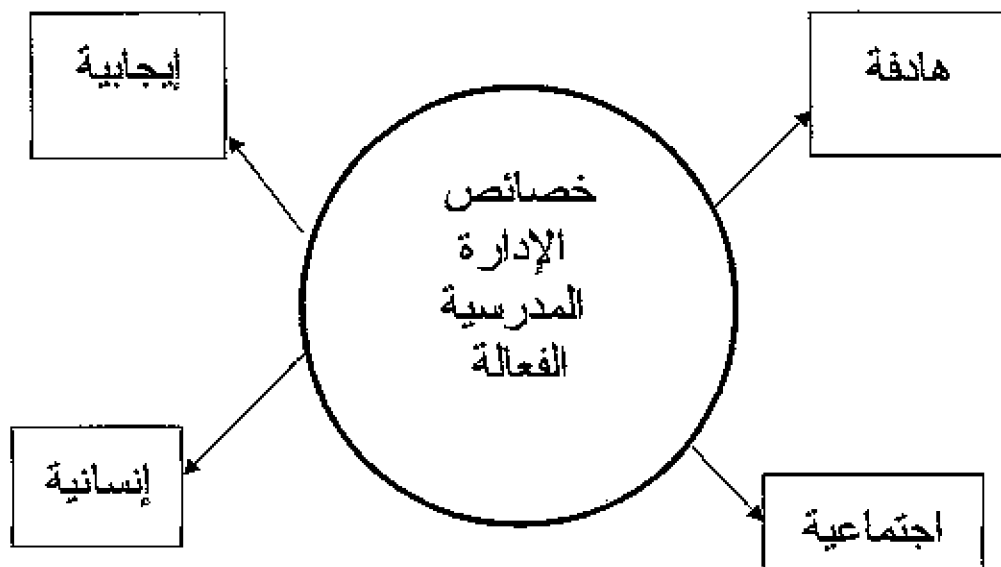 هادفة
إيجابية
خصائص
الإدارة
المدرسية
الفعالة
إنسانية
اجتماعية